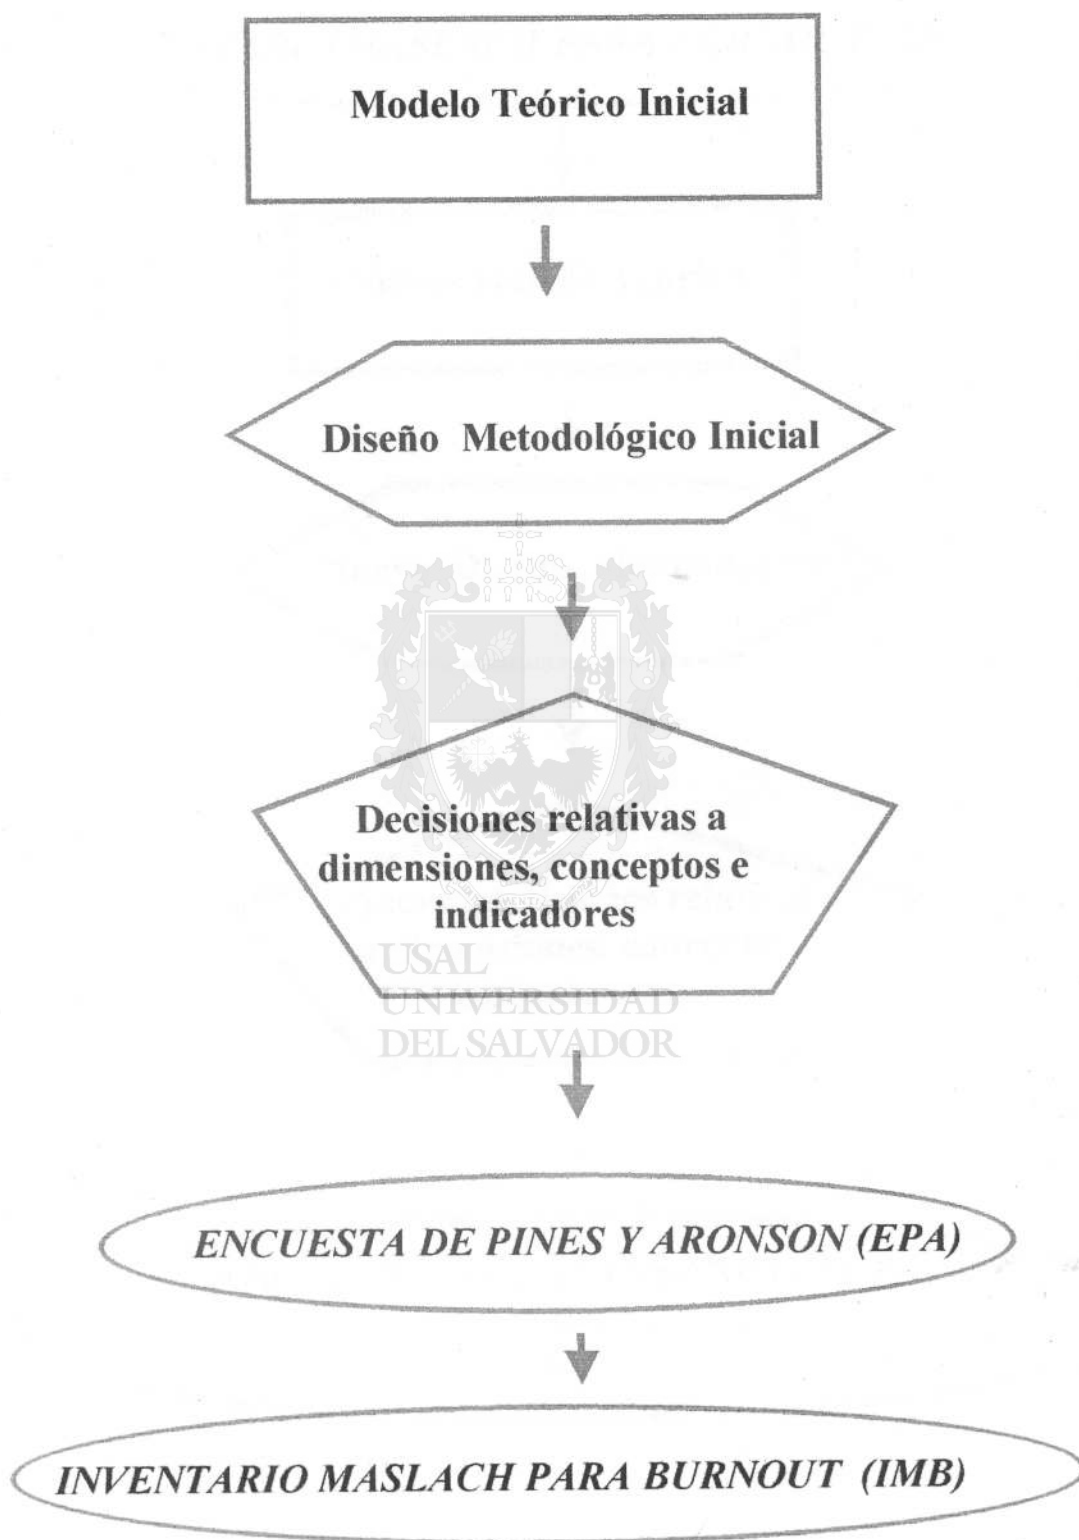 Modelo Teórico Inicial
Diseño Metodológico Inicial
Decisiones relativas a
dimensiones, conceptos e
indicadores
USAL
UNIVERSIDAD
DEL SALVADOR
ENCUESTA DE PINES Y ARONSON (EPA)
INVENTARIO MASLACH PARA BURNOUT (IMB)